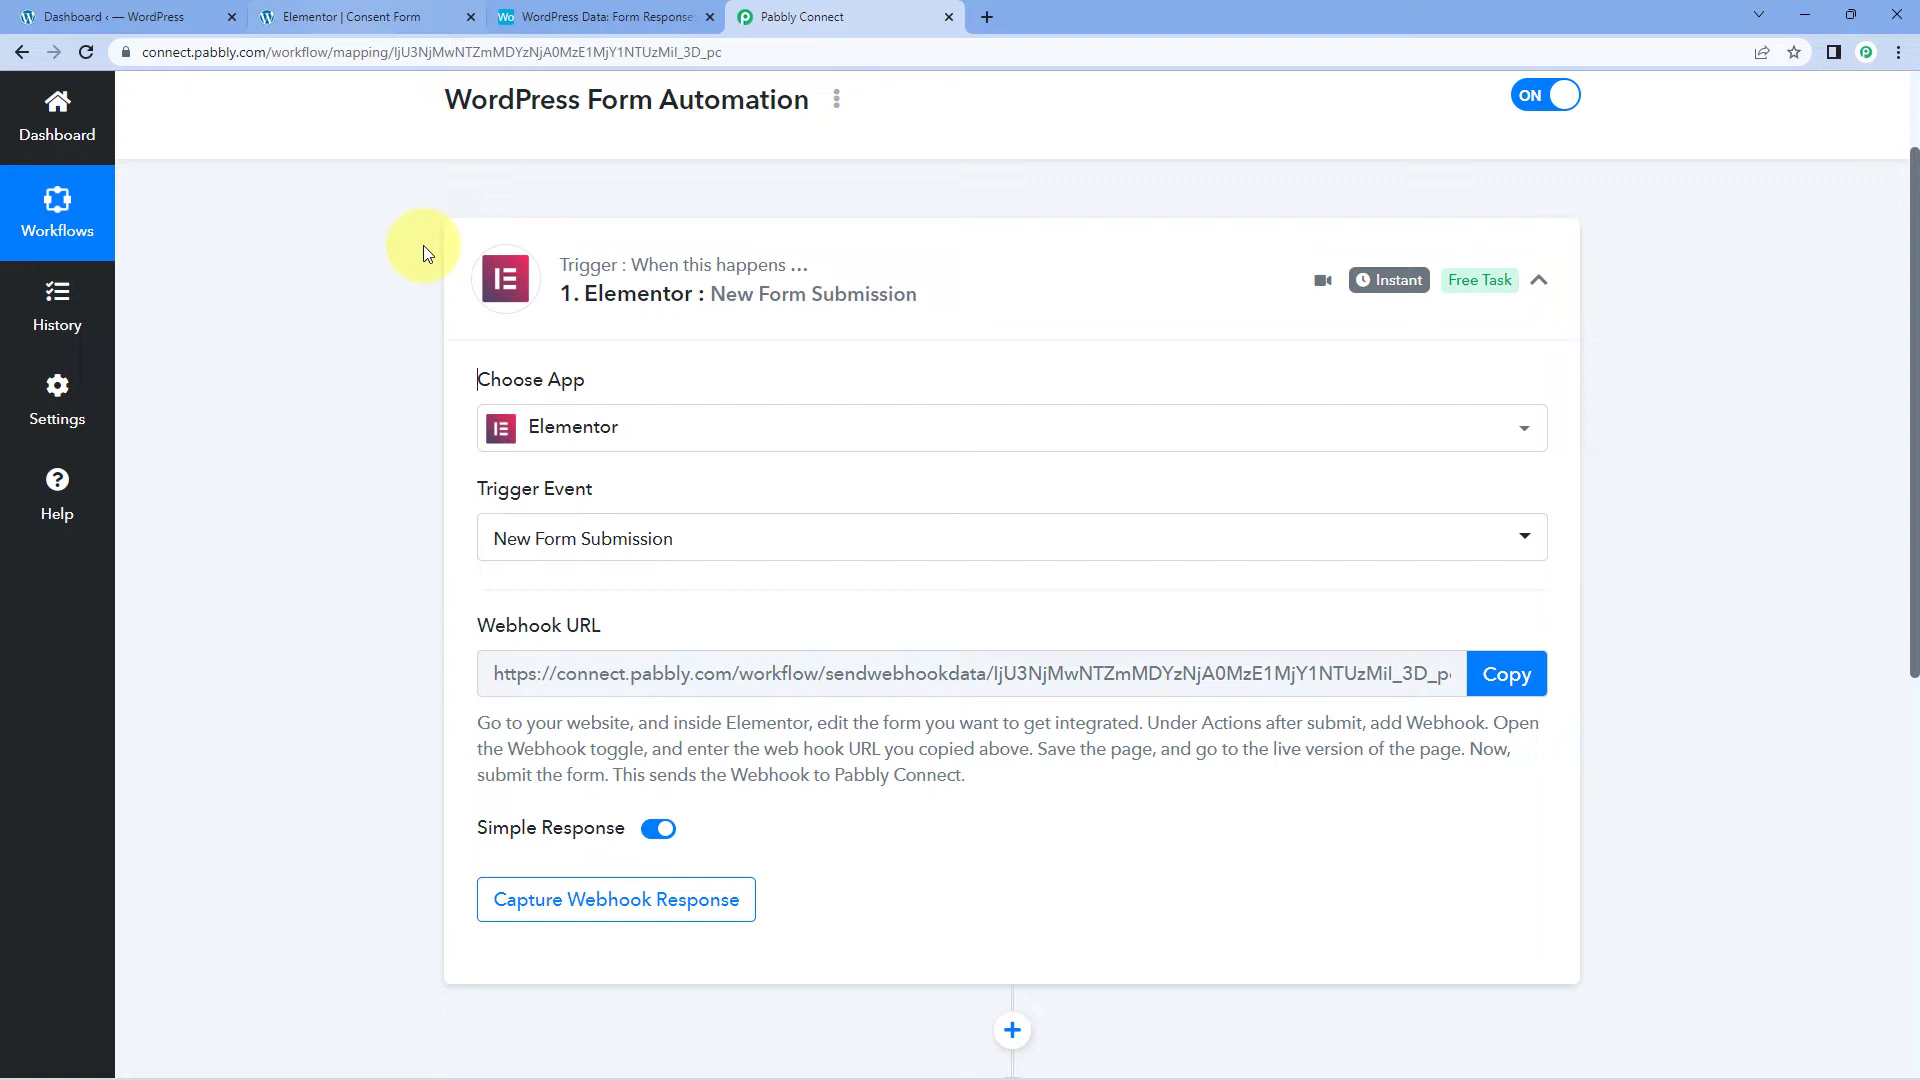 Dashboard ‹ — WordPress
Elementor | Consent Form
WordPress Data: Form Response
Pabbly Connect
connect.pabbly.com/workflow/mapping/IjU3NjMwNTZmMDYzNjA0MzE1MjY1NTUzMiI_3D_pc
WordPress Form Automation
ON
Dashboard
Workflows
History
Settings
Help
Trigger : When this happens ...
1. Elementor : New Form Submission
Instant
Free Task
Choose App
Elementor
Trigger Event
New Form Submission
Webhook URL
https://connect.pabbly.com/workflow/sendwebhookdata/IjU3NjMwNTZmMDYzNjA0MzE1MjY1NTUzMiI_3D_p
Copy
Go to your website, and inside Elementor, edit the form you want to get integrated. Under Actions after submit, add Webhook. Open
the Webhook toggle, and enter the web hook URL you copied above. Save the page, and go to the live version of the page. Now,
submit the form. This sends the Webhook to Pabbly Connect.
Simple Response
Capture Webhook Response